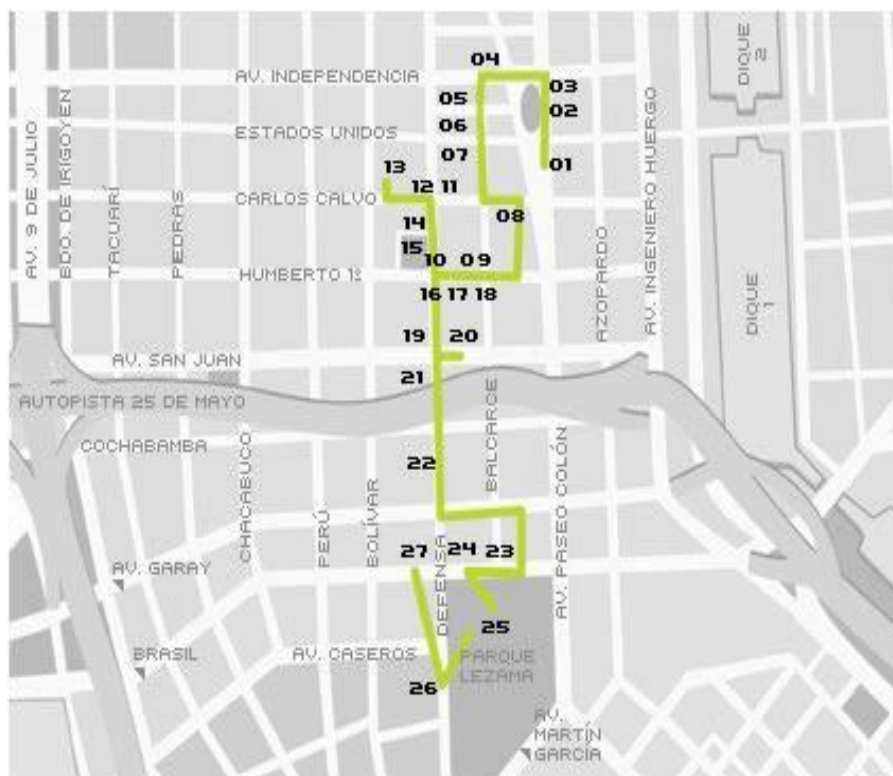 04
AV. INDEPENDENCIA
03
05
02
DIQUE 2
06
ESTADOS UNIDOS
07
01
13
12 11
CARLOS CALVO
08
14
15
10 09
HUMBERTO 1º
16 17 18
19 20
AV. SAN JUAN
21
AUTOPISTA 25 DE MAYO
COCHABAMBA
22
27 24 23
AV. GARAY
25
BRASIL
AV. CASEROS
PARQUE
LEZAMA
26
AV.
MARTÍN
GARCÍA
AV. 9 DE JULIO
BDO. DE IRIGOYEN
TACUARÍ
PIEDRAS
CHACABUCO
PERÚ
BOLÍVAR
DEFENSA
BALCARCE
AV. PASEO COLÓN
AZOPARDO
AV. INGENIERO HUERGO
DIQUE 1